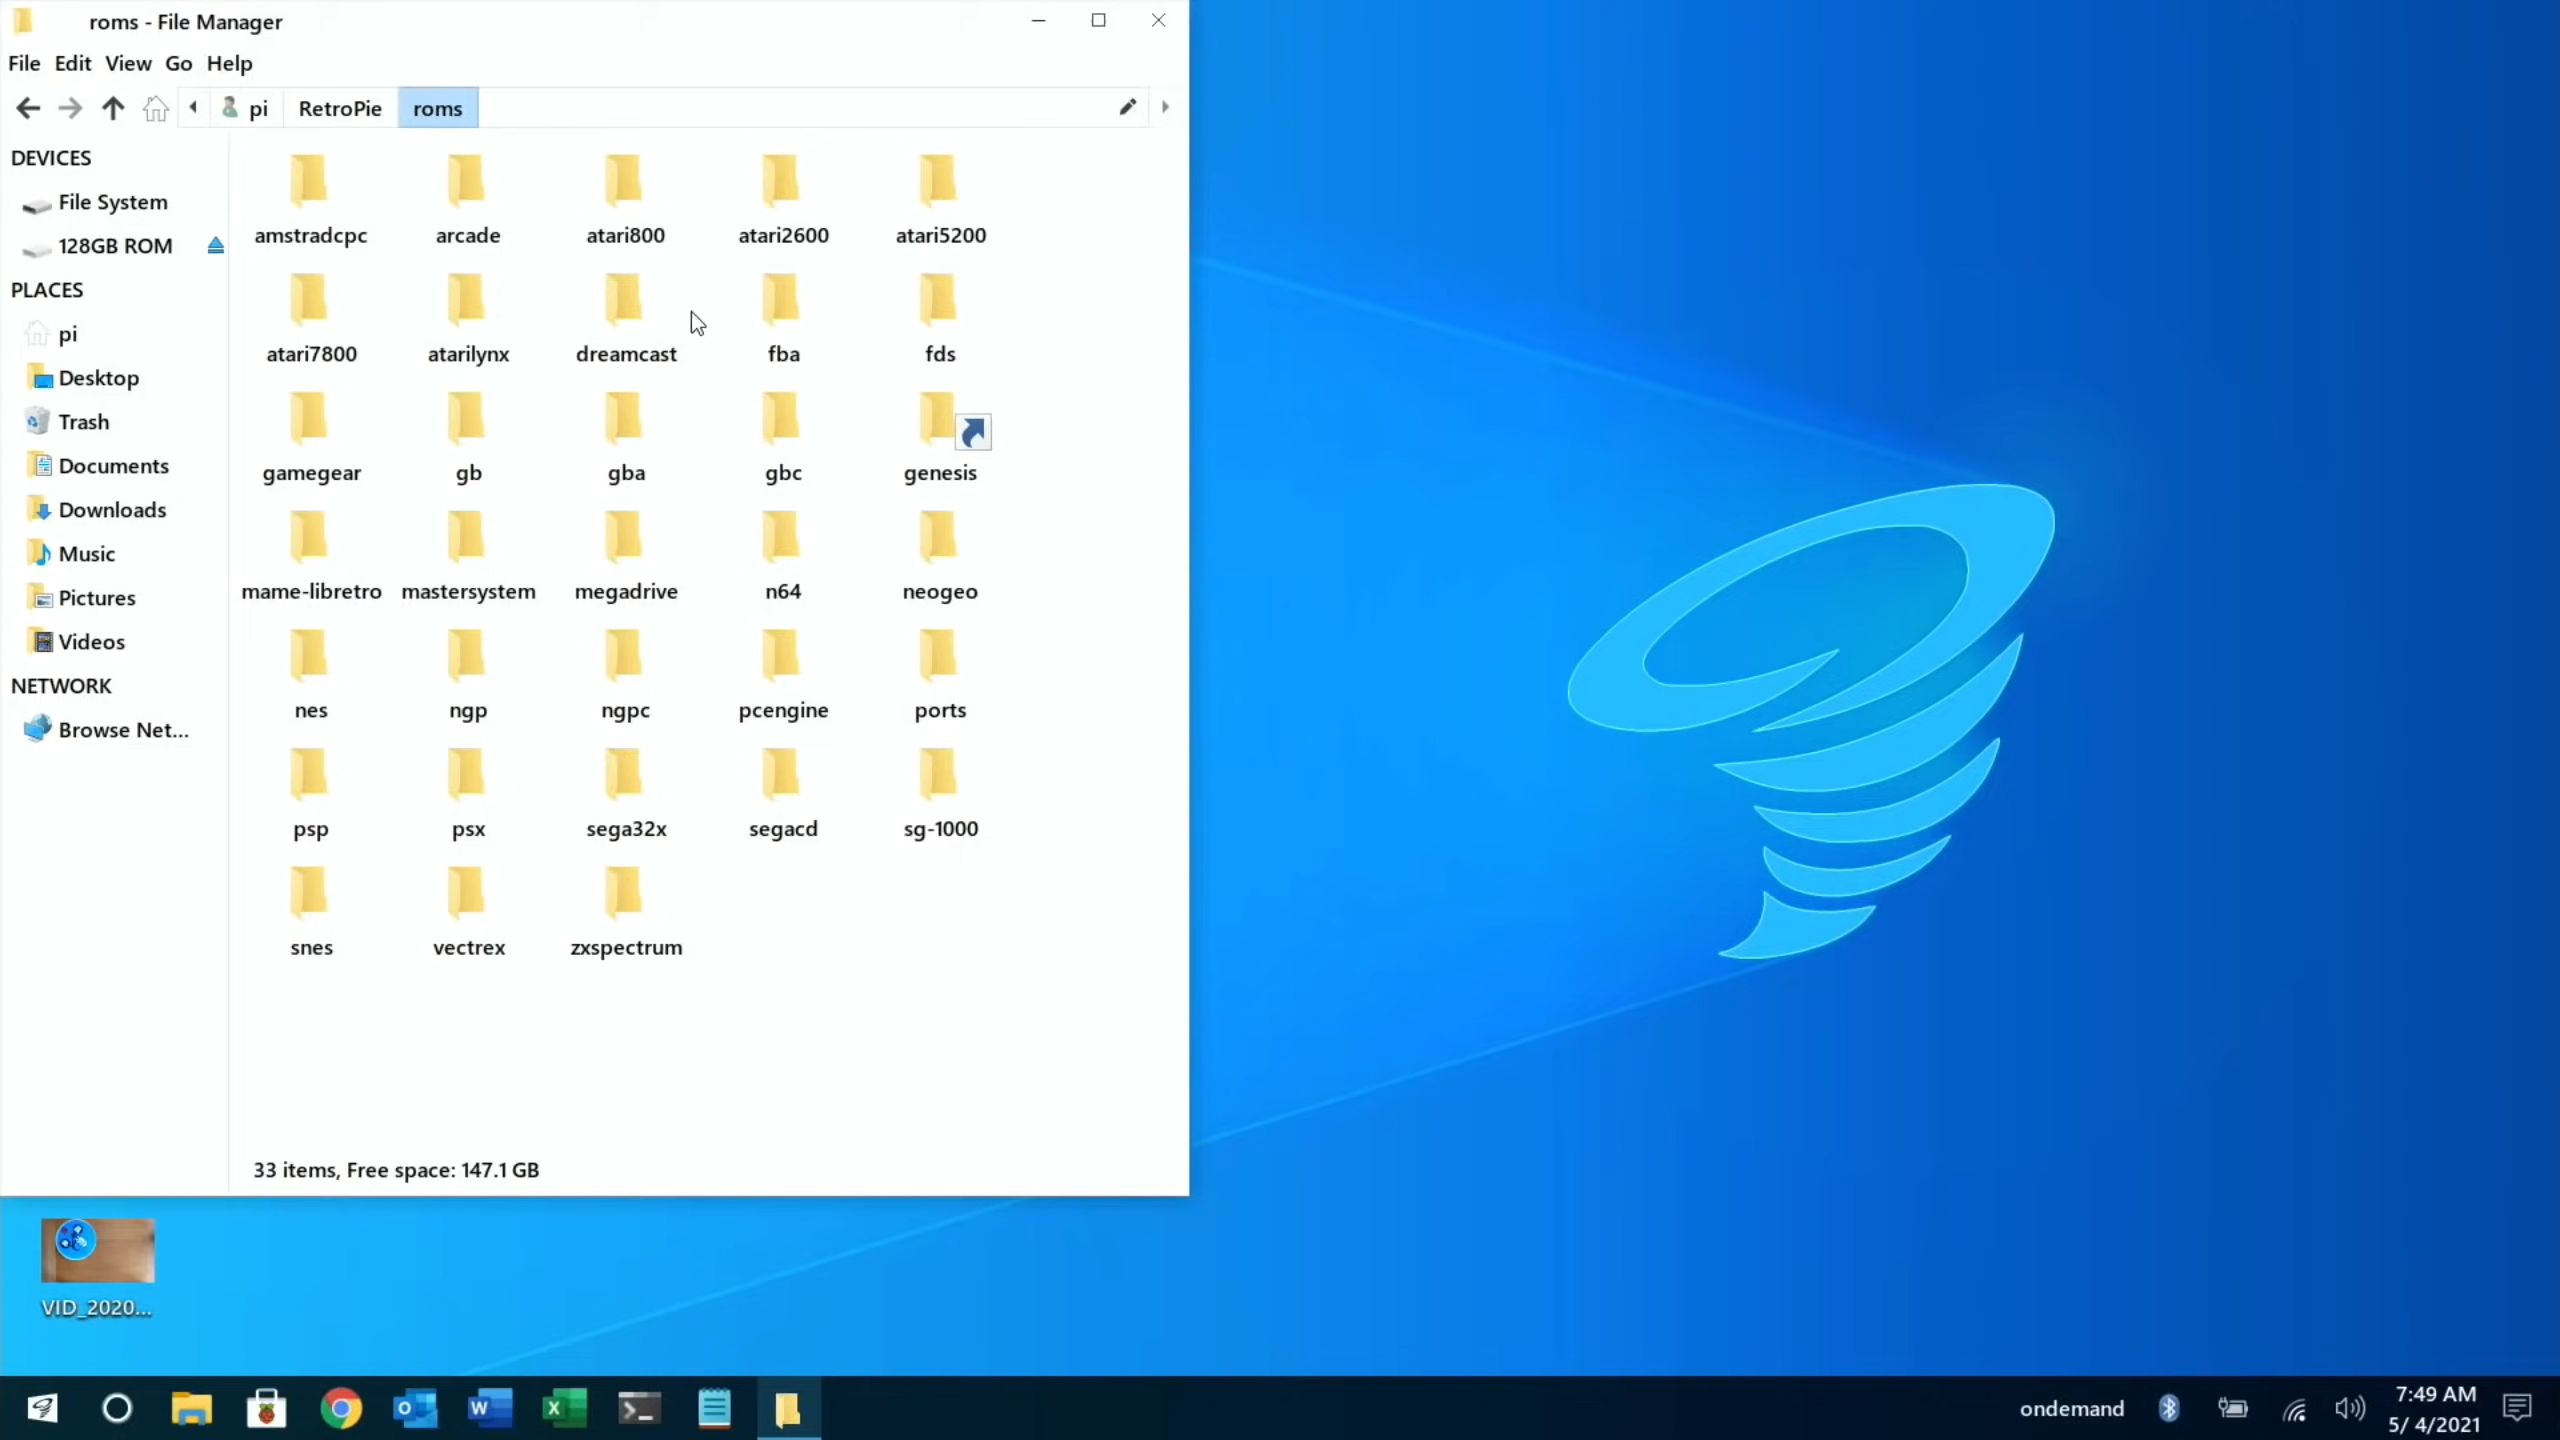 roms - File Manager
File Edit View Go Help
pi RetroPie roms
DEVICES
File System
128GB ROM
PLACES
pi
Desktop
Trash
Documents
Downloads
Music
Pictures
Videos
NETWORK
Browse Net...
amstradcpc arcade atari800 atari2600 atari5200
atari7800 atarilynx dreamcast fba fds
gamegear gb gba gbc genesis
mame-libretro mastersystem megadrive n64 neogeo
nes ngp ngpc pcengine ports
psp psx sega32x segacd sg-1000
snes vectrex zxspectrum
33 items, Free space: 147.1 GB
VID_2020...
ondemand
7:49 AM
5/ 4/2021